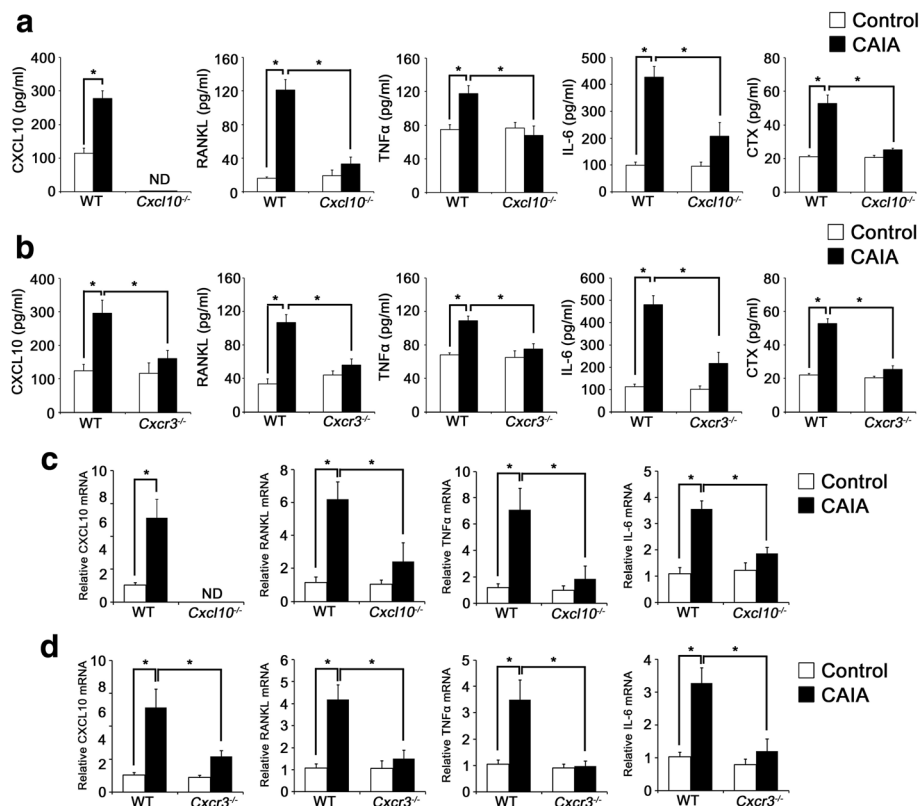 a
Control
CAIA
CXCL10 (pg/ml)
400
300
200
100
0
*
ND
WT
Cxcl10-/-
RANKL (pg/ml)
160
120
80
40
0
*
*
WT
Cxcl10-/-
TNFα (pg/ml)
160
120
80
40
0
*
*
WT
Cxcl10-/-
IL-6 (pg/ml)
500
400
300
200
100
0
*
*
WT
Cxcl10-/-
CTX (pg/ml)
80
60
40
20
0
*
*
WT
Cxcl10-/-
b
Control
CAIA
CXCL10 (pg/ml)
400
300
200
100
0
*
*
WT
Cxcr3-/-
RANKL (pg/ml)
160
120
80
40
0
*
*
WT
Cxcr3-/-
TNFα (pg/ml)
160
120
80
40
0
*
*
WT
Cxcr3-/-
IL-6 (pg/ml)
600
500
400
300
200
100
0
*
*
WT
Cxcr3-/-
CTX (pg/ml)
80
60
40
20
0
*
*
WT
Cxcr3-/-
c
Relative CXCL10 mRNA
10
8
6
4
2
0
*
ND
WT
Cxcl10-/-
Relative RANKL mRNA
8
6
4
2
0
*
*
WT
Cxcl10-/-
Relative TNFα mRNA
10
8
6
4
2
0
*
*
WT
Cxcl10-/-
Relative IL-6 mRNA
5
4
3
2
1
0
*
*
WT
Cxcl10-/-
Control
CAIA
d
Relative CXCL10 mRNA
10
8
6
4
2
0
*
*
WT
Cxcr3-/-
Relative RANKL mRNA
6
5
4
3
2
1
0
*
*
WT
Cxcr3-/-
Relative TNFα mRNA
5
4
3
2
1
0
*
*
WT
Cxcr3-/-
Relative IL-6 mRNA
4
3
2
1
0
*
*
WT
Cxcr3-/-
Control
CAIA